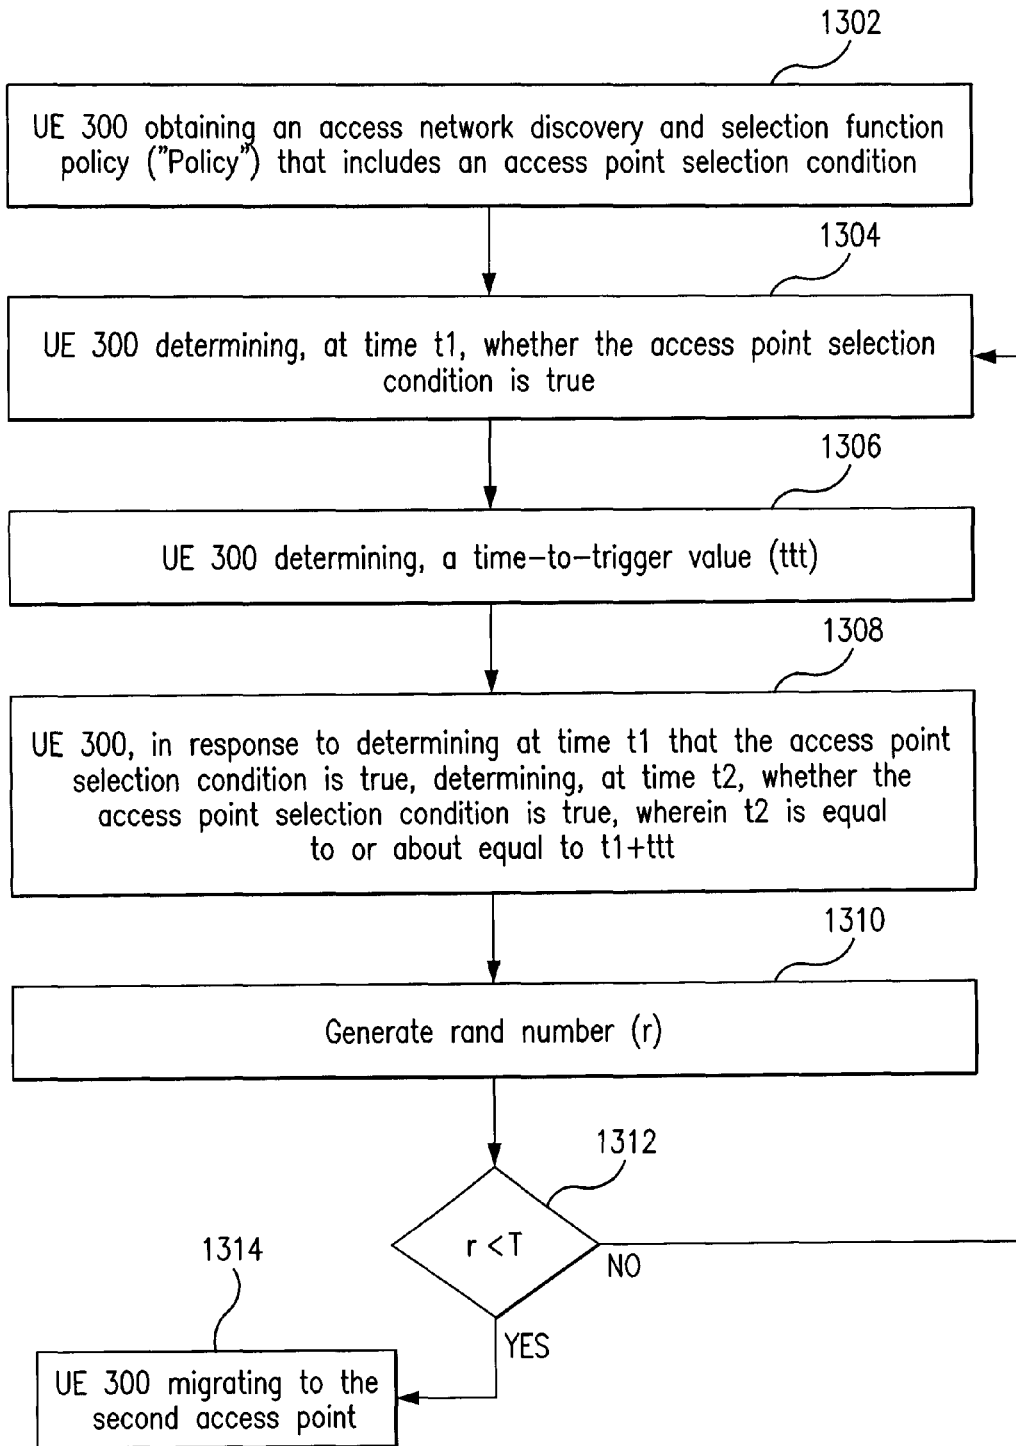 1302
UE 300 obtaining an access network discovery and selection function
policy ("Policy") that includes an access point selection condition
1304
UE 300 determining, at time t1, whether the access point selection
condition is true
1306
UE 300 determining, a time-to-trigger value (ttt)
1308
UE 300, in response to determining at time t1 that the access point
selection condition is true, determining, at time t2, whether the
access point selection condition is true, wherein t2 is equal
to or about equal to t1+ttt
1310
Generate rand number (r)
1312
r<T
NO
YES
1314
UE 300 migrating to the
second access point